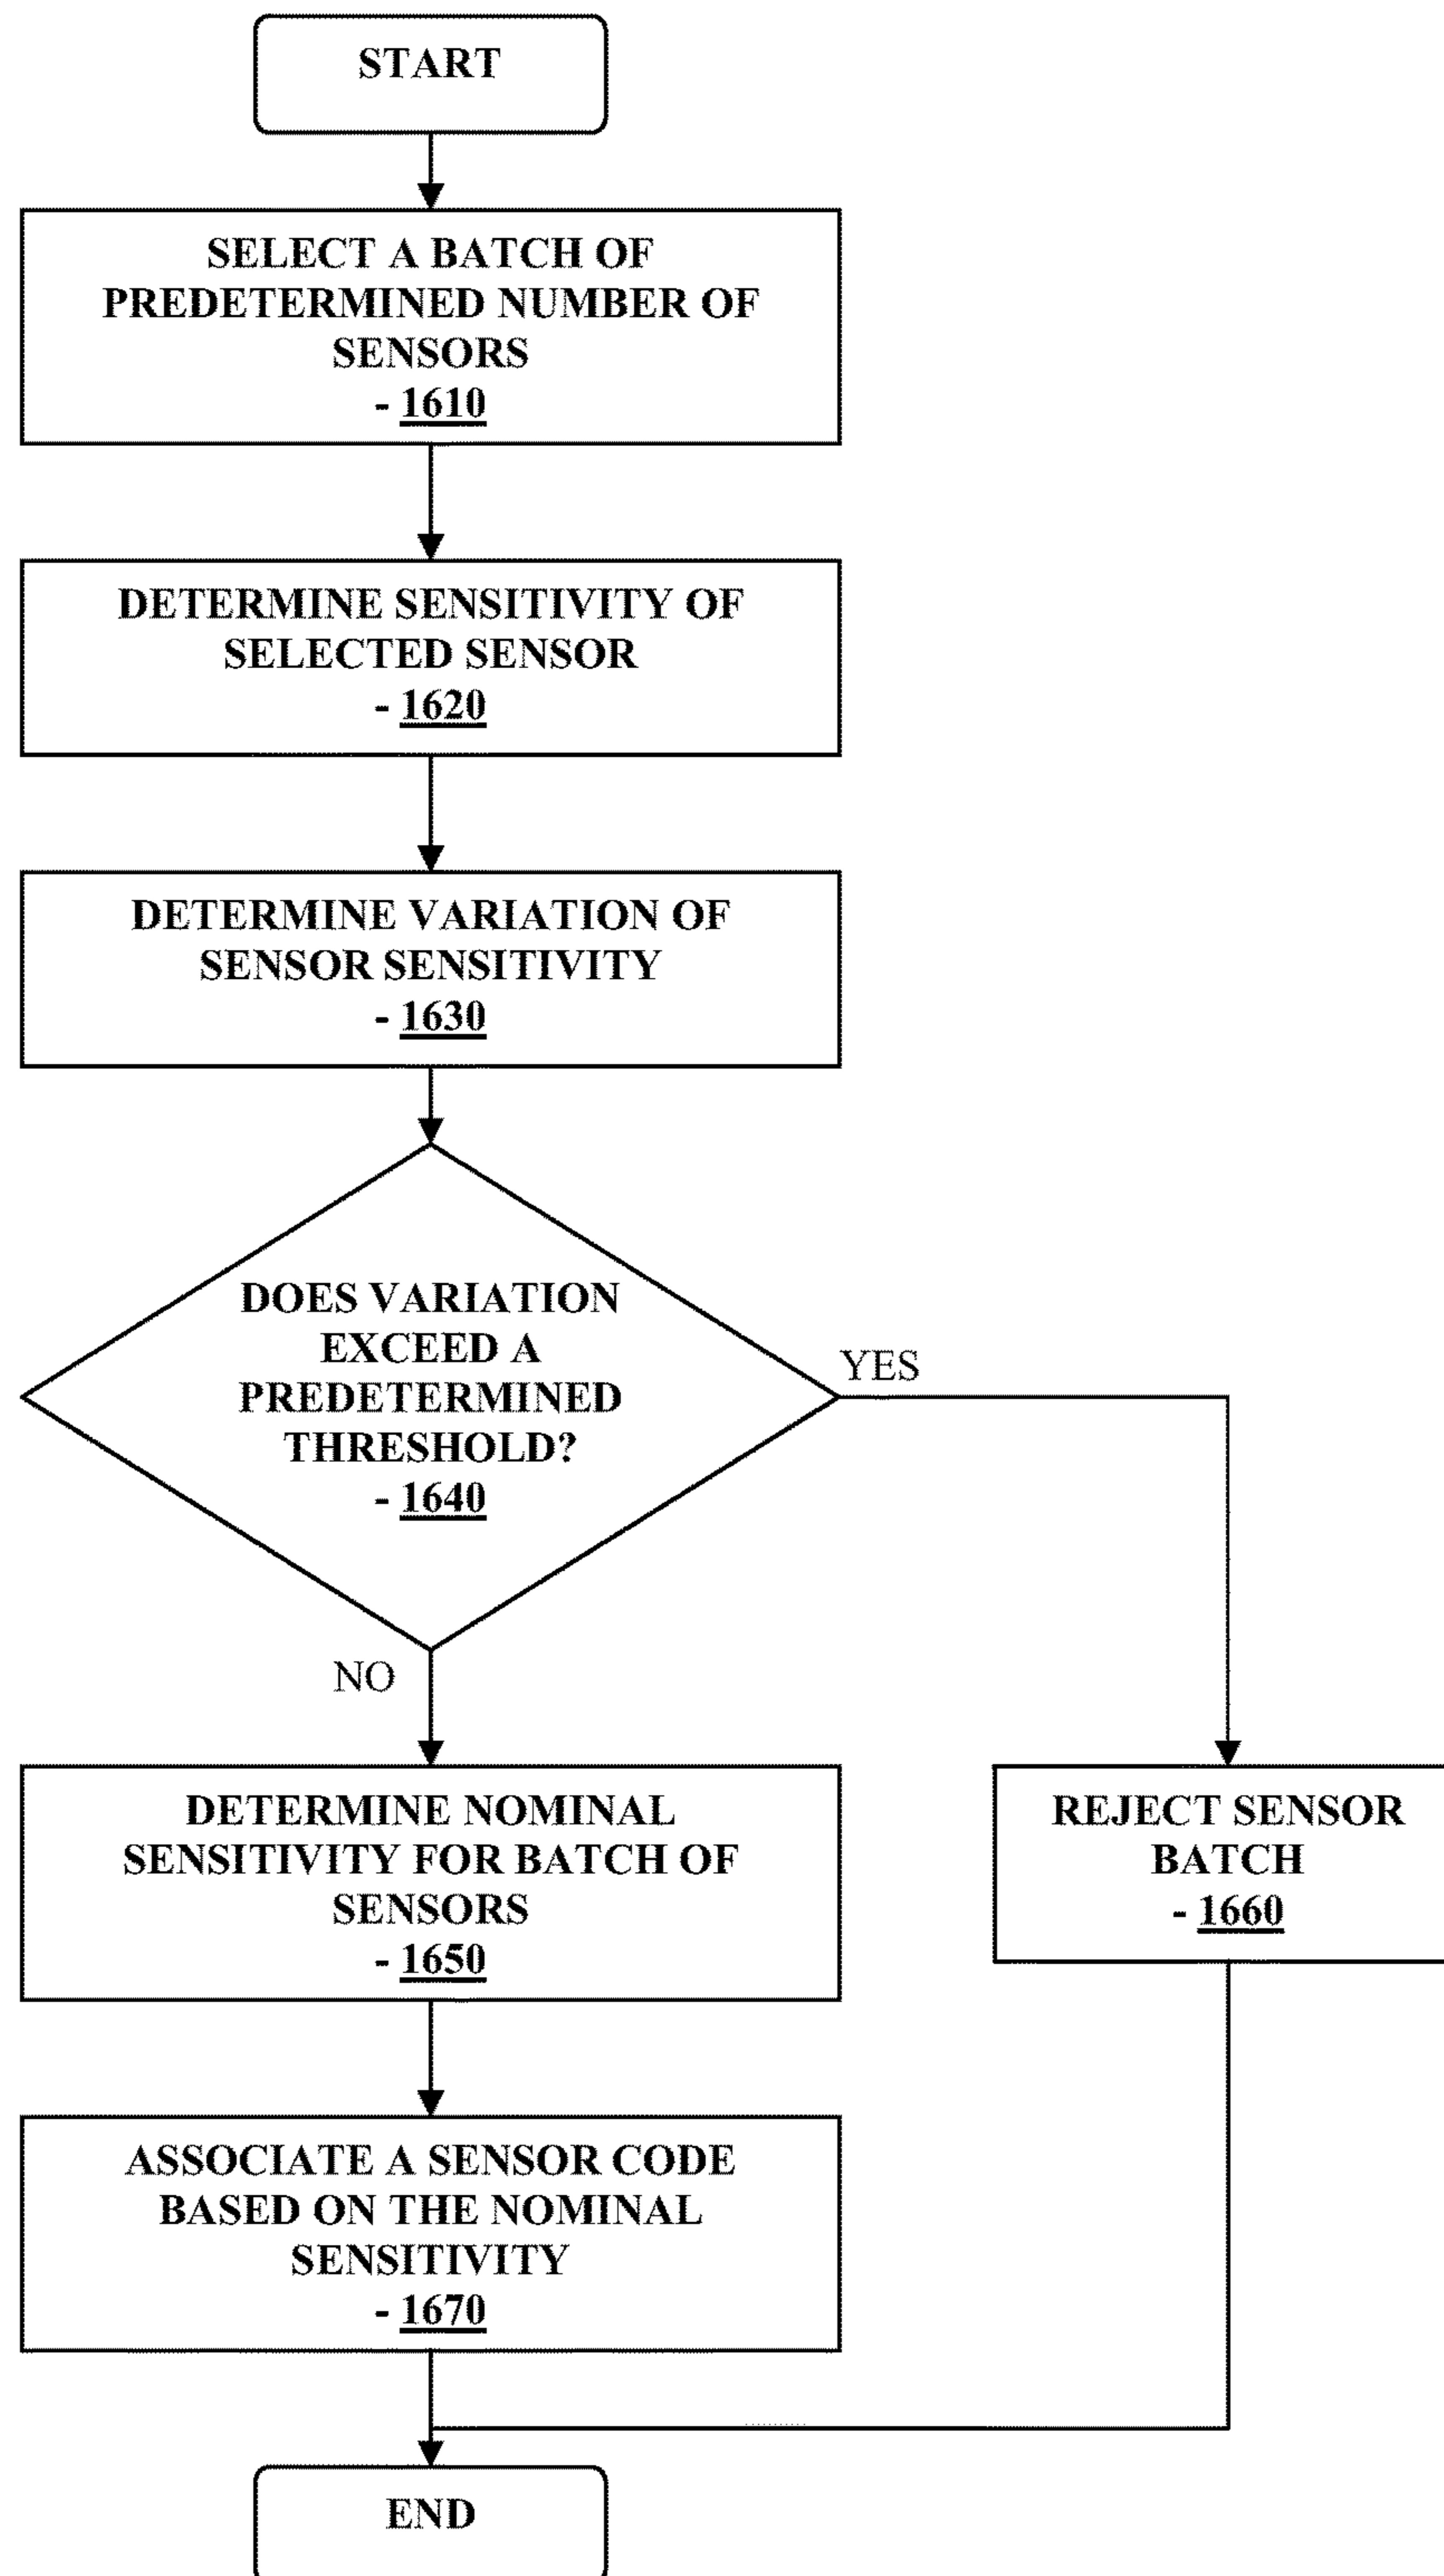 START
SELECT A BATCH OF
PREDETERMINED NUMBER OF
SENSORS
- 1610
DETERMINE SENSITIVITY OF
SELECTED SENSOR
- 1620
DETERMINE VARIATION OF
SENSOR SENSITIVITY
- 1630
DOES VARIATION
EXCEED A
PREDETERMINED
THRESHOLD?
- 1640
YES
NO
DETERMINE NOMINAL
SENSITIVITY FOR BATCH OF
SENSORS
- 1650
REJECT SENSOR
BATCH
- 1660
ASSOCIATE A SENSOR CODE
BASED ON THE NOMINAL
SENSITIVITY
- 1670
END